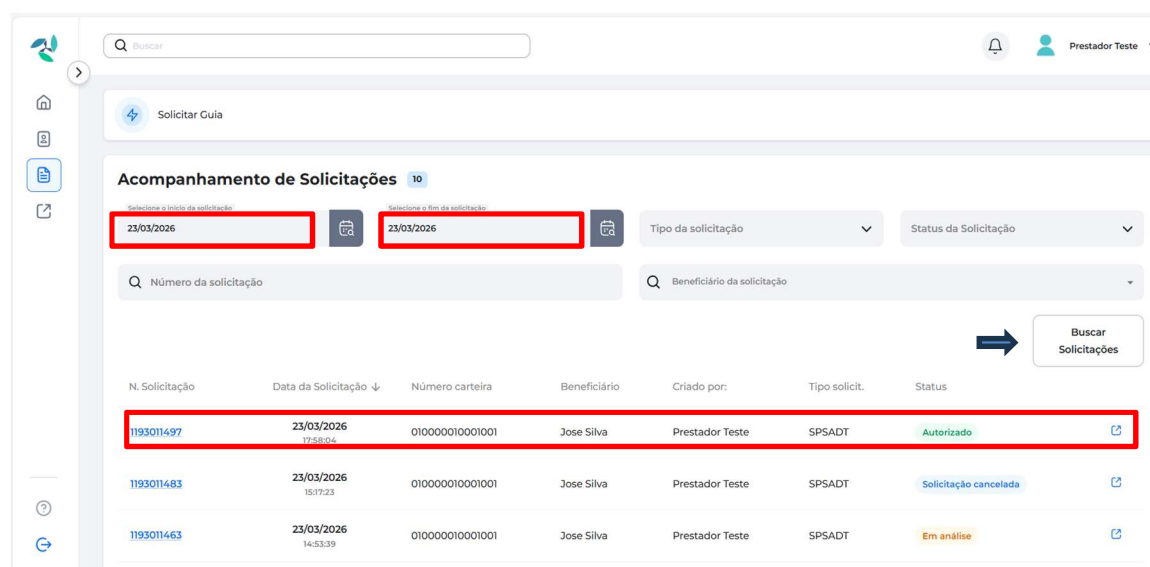 Buscar
Prestador Teste
Solicitar Guia
Acompanhamento de Solicitações 10
Selecione o início da solicitação Selecione o fim da solicitação
23/03/2026 23/03/2026 Tipo da solicitação Status da Solicitação
Número da solicitação Beneficiário da solicitação
Buscar
Solicitações
N. Solicitação Data da Solicitação Número carteira Beneficiário Criado por: Tipo solicit. Status
1193011497 23/03/2026 17:58:04 010000010001001 Jose Silva Prestador Teste SPSADT Autorizado
1193011483 23/03/2026 15:17:23 010000010001001 Jose Silva Prestador Teste SPSADT Solicitação cancelada
1193011463 23/03/2026 14:53:39 010000010001001 Jose Silva Prestador Teste SPSADT Em análise